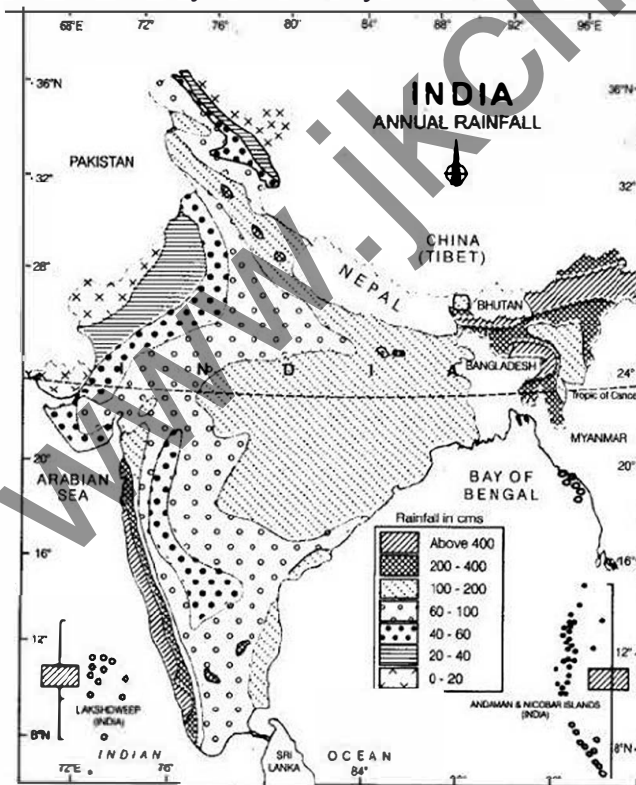 68°E 72° 76° 80° 84° 88° 92° 96°E
36°N
36°N
INDIA
ANNUAL RAINFALL
PAKISTAN
32°
32°
CHINA
(TIBET)
28°
28°
NEPAL
BHUTAN
I N D I A
BANGLADESH
24°
Tropic of Cancer
MYANMAR
20°
20°
ARABIAN
SEA
BAY OF
BENGAL
Rainfall in cms
Above 400
200 - 400
100 - 200
60 - 100
40 - 60
20 - 40
0 - 20
16°
16°
12°
12°
LAKSHDWEEP
(INDIA)
ANDAMAN & NICOBAR ISLANDS
(INDIA)
8°N
8°N
INDIAN OCEAN
SRI
LANKA
72°E 76° 84°